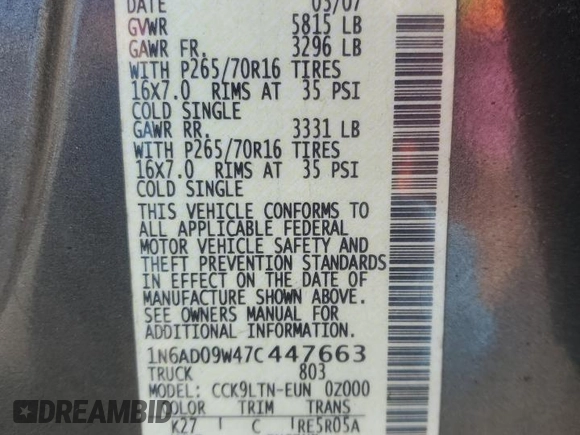 DATE 05/07
GVWR 5815 LB
GAWR FR. 3296 LB
WITH P265/70R16 TIRES
16X7.0 RIMS AT 35 PSI
COLD SINGLE
GAWR RR. 3331 LB
WITH P265/70R16 TIRES
16X7.0 RIMS AT 35 PSI
COLD SINGLE
THIS VEHICLE CONFORMS TO
ALL APPLICABLE FEDERAL
MOTOR VEHICLE SAFETY AND
THEFT PREVENTION STANDARDS
IN EFFECT ON THE DATE OF
MANUFACTURE SHOWN ABOVE.
SEE OWNERS MANUAL FOR
ADDITIONAL INFORMATION.
1N6AD09W47C447663
TRUCK 803
MODEL: CCK9LTN-EUN 0Z000
COLOR TRIM TRANS
K27 C RE5R05A
DREAMBID